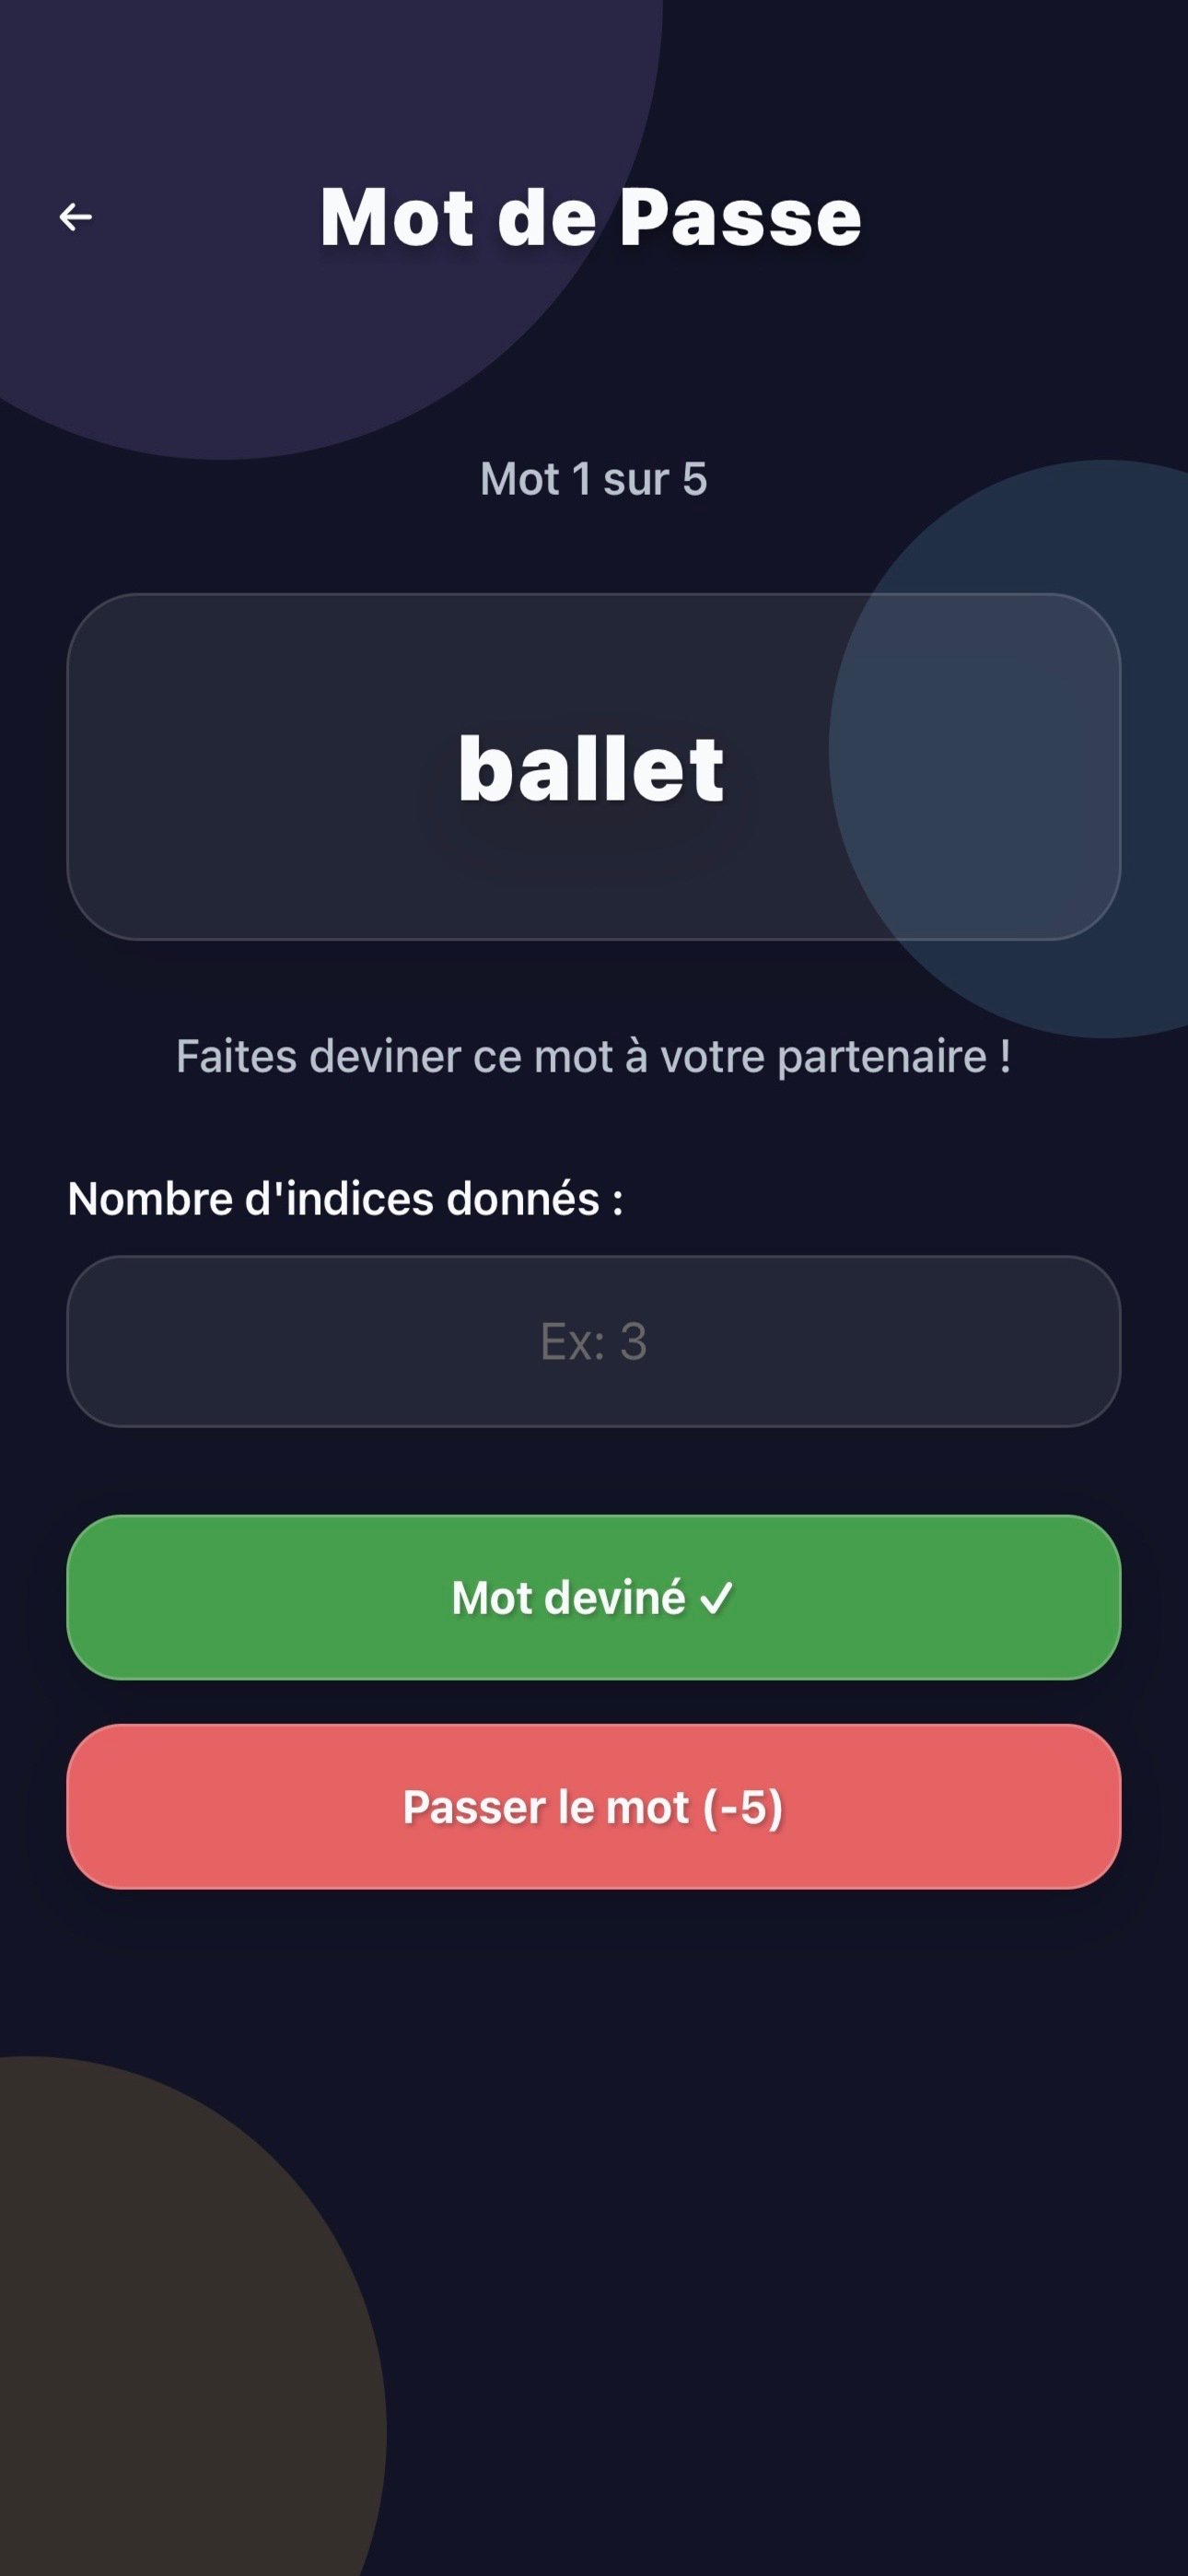 Mot de Passe
Mot 1 sur 5
ballet
Faites deviner ce mot à votre partenaire !
Nombre d'indices donnés :
Ex: 3
Mot deviné ✓
Passer le mot (-5)